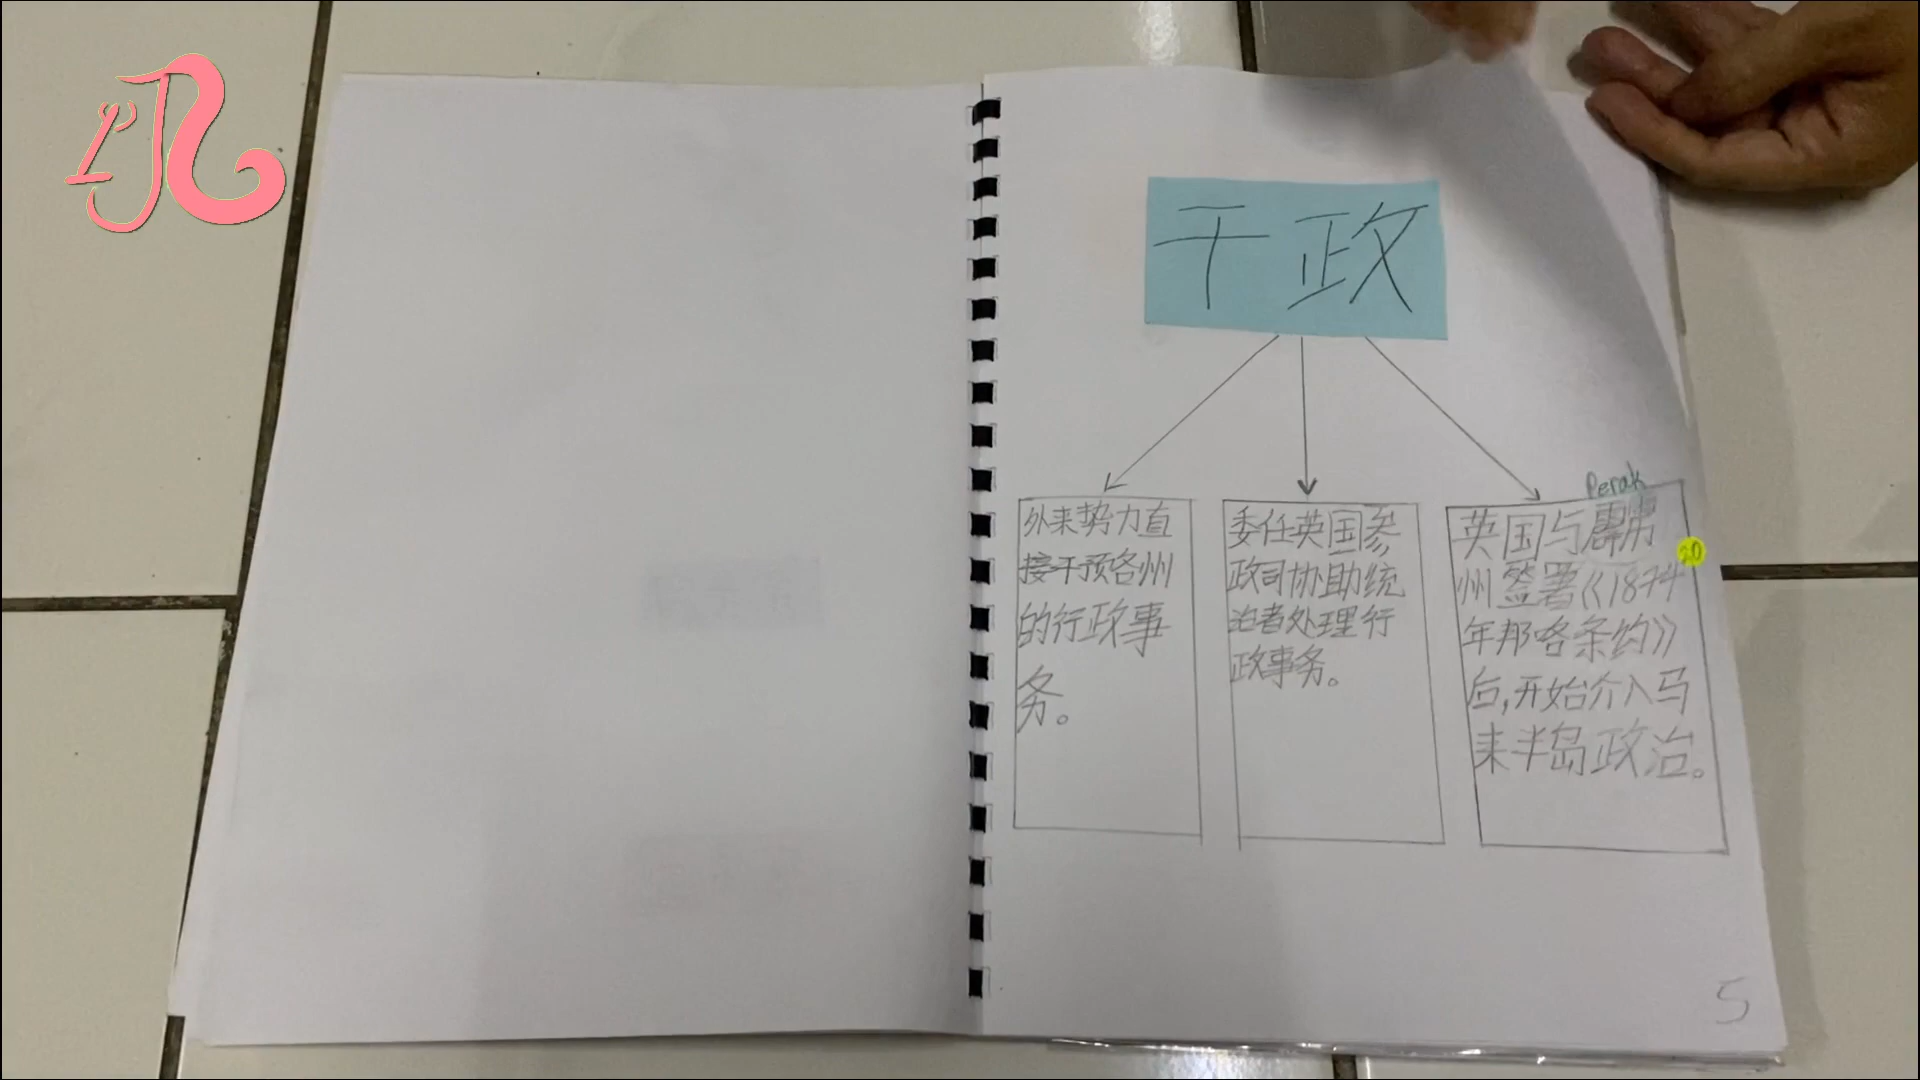 干政
外来势力直
接干预各州
的行政事
务。
委任英国参
政司协助统
治者处理行
政事务。
Perak
英国与霹雳
州签署《1874
年邦咯条约》
后,开始介入马
来半岛政治。
20
5